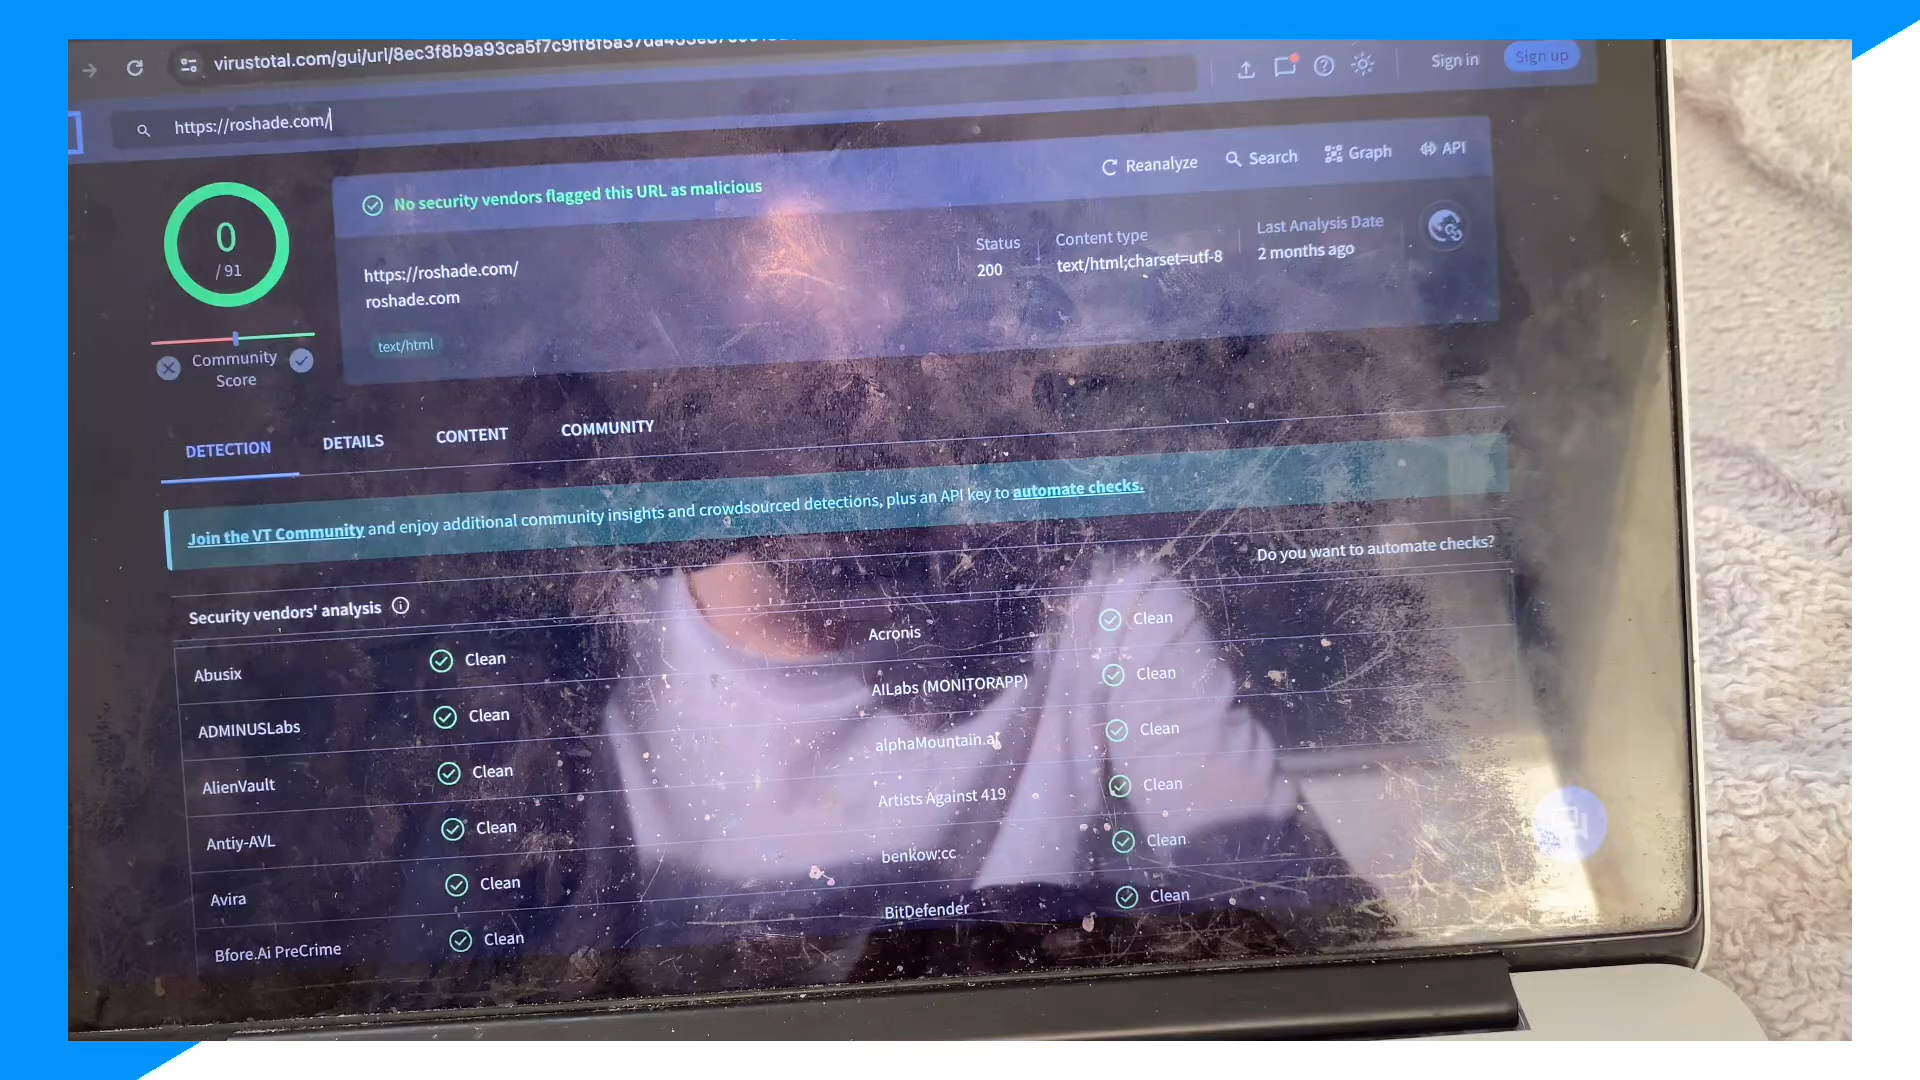 virustotal.com/gui/url/8ec3f8b9a93ca5f7c9ff8f5a37da
https://roshade.com/
Sign in
Sign up
0
/ 91
Community
Score
No security vendors flagged this URL as malicious
Reanalyze
Search
Graph
API
https://roshade.com/
roshade.com
text/html
Status
200
Content type
text/html;charset=utf-8
Last Analysis Date
2 months ago
DETECTION
DETAILS
CONTENT
COMMUNITY
Join the VT Community and enjoy additional community insights and crowdsourced detections, plus an API key to automate checks.
Security vendors' analysis
Do you want to automate checks?
Abusix
Clean
Acronis
Clean
ADMINUSLabs
Clean
AILabs (MONITORAPP)
Clean
AlienVault
Clean
alphaMountain.ai
Clean
Antiy-AVL
Clean
Artists Against 419
Clean
Avira
Clean
benkow.cc
Clean
Bfore.Ai PreCrime
Clean
BitDefender
Clean